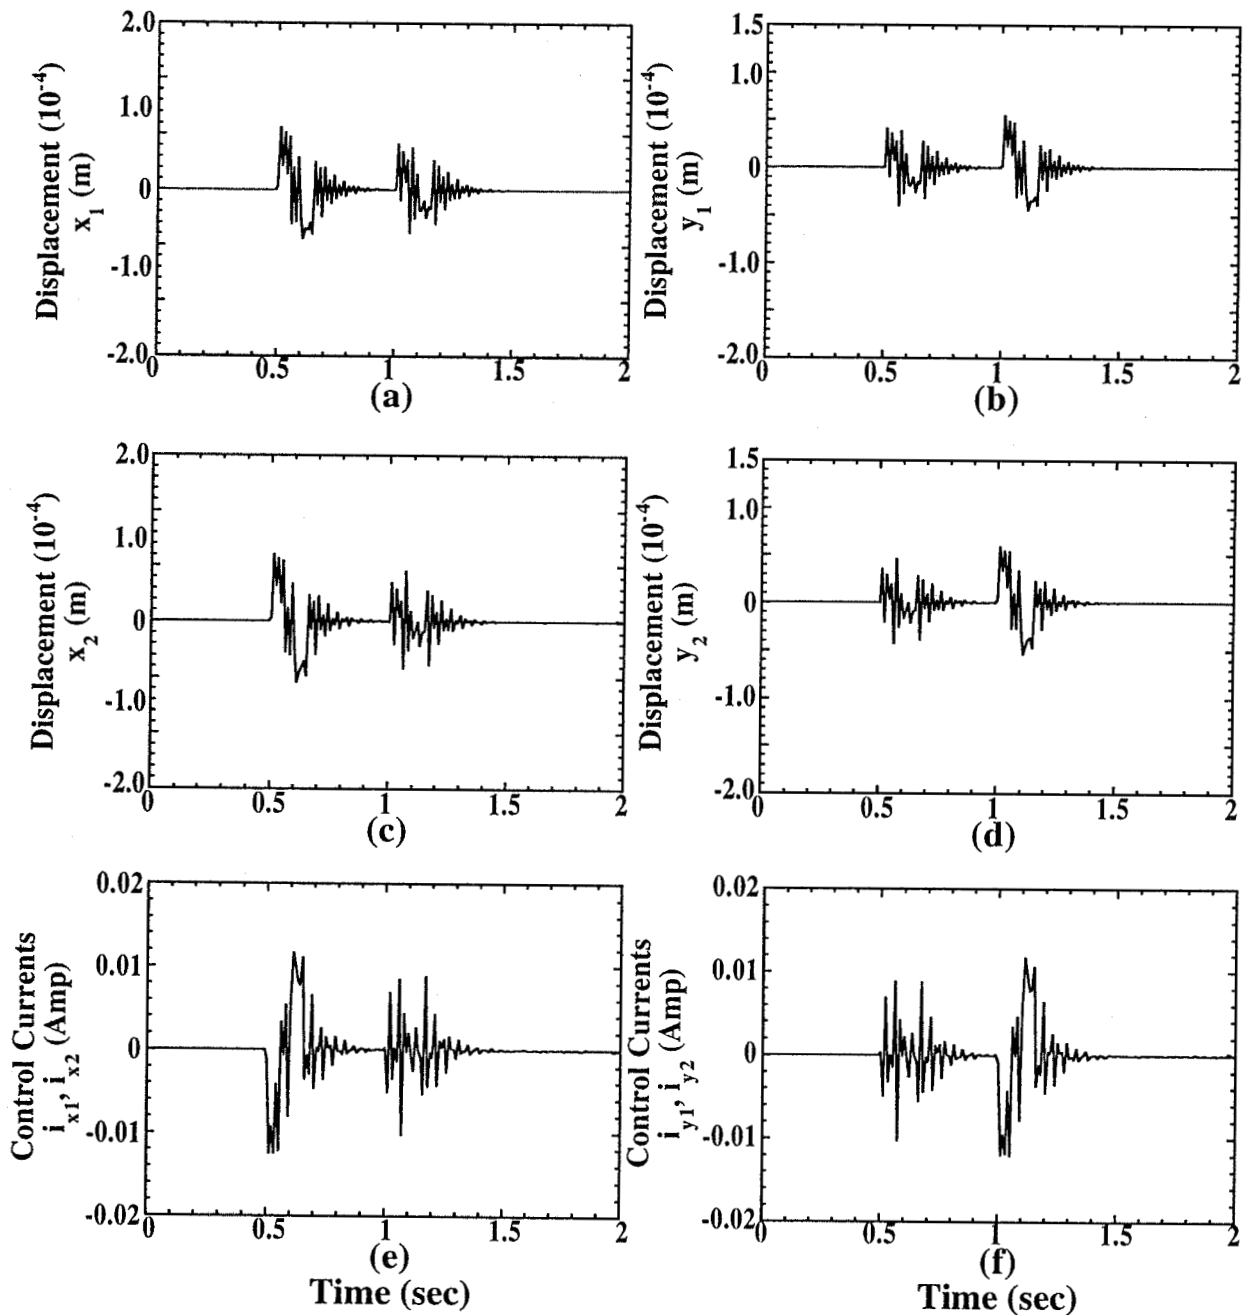 Displacement (10-4)
x1 (m)
2.0
1.0
0
-1.0
-2.0
0 0.5 1 1.5 2
(a)
Displacement (10-4)
y1 (m)
1.5
1.0
0
-1.0
-2.0
0 0.5 1 1.5 2
(b)
Displacement (10-4)
x2 (m)
2.0
1.0
0
-1.0
-2.0
0 0.5 1 1.5 2
(c)
Displacement (10-4)
y2 (m)
1.5
1.0
0
-1.0
-2.0
0 0.5 1 1.5 2
(d)
Control Currents
ix1, ix2 (Amp)
0.02
0.01
0
-0.01
-0.02
0 0.5 1 1.5 2
(e)
Time (sec)
Control Currents
iy1, iy2 (Amp)
0.02
0.01
0
-0.01
-0.02
0 0.5 1 1.5 2
(f)
Time (sec)